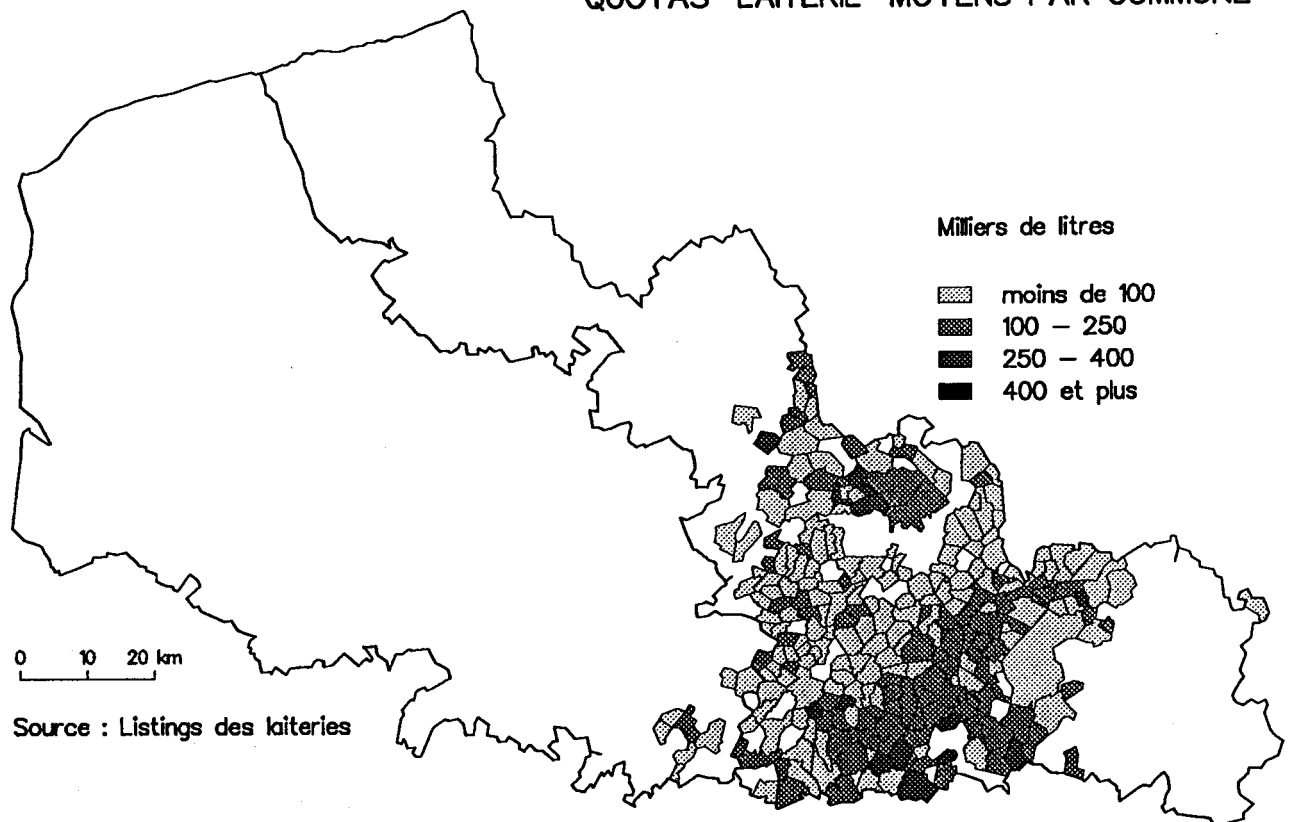 QUOTAS LAITERIE MOYENS PAR COMMUNE
Milliers de litres
moins de 100
100 – 250
250 – 400
400 et plus
0 10 20 km
Source : Listings des laiteries